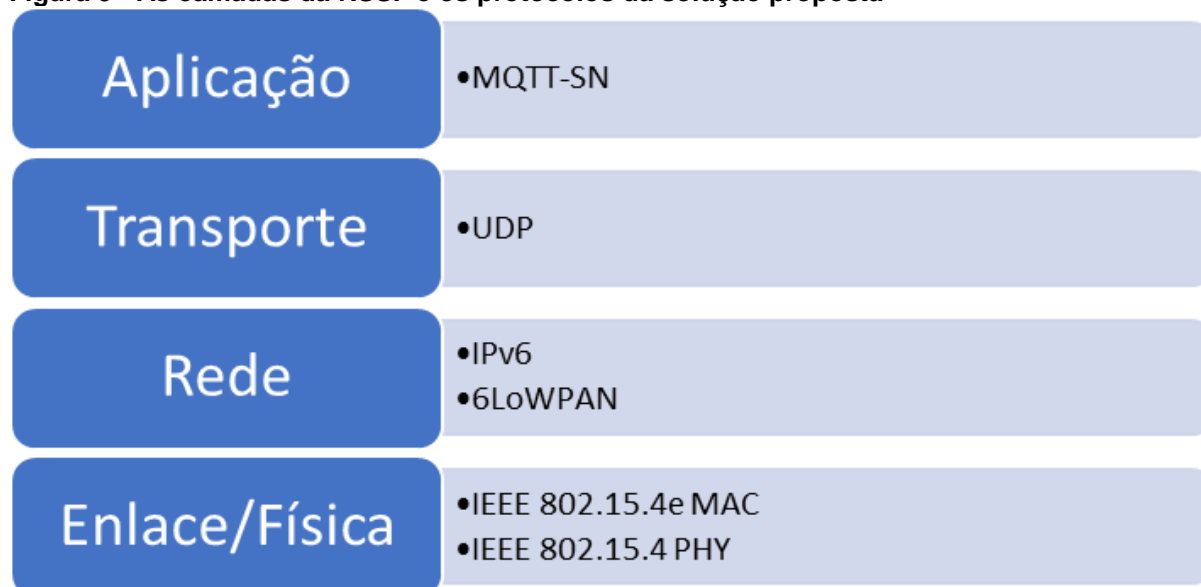 Aplicação
•MQTT-SN
Transporte
•UDP
Rede
•IPv6
•6LoWPAN
Enlace/Física
•IEEE 802.15.4e MAC
•IEEE 802.15.4 PHY